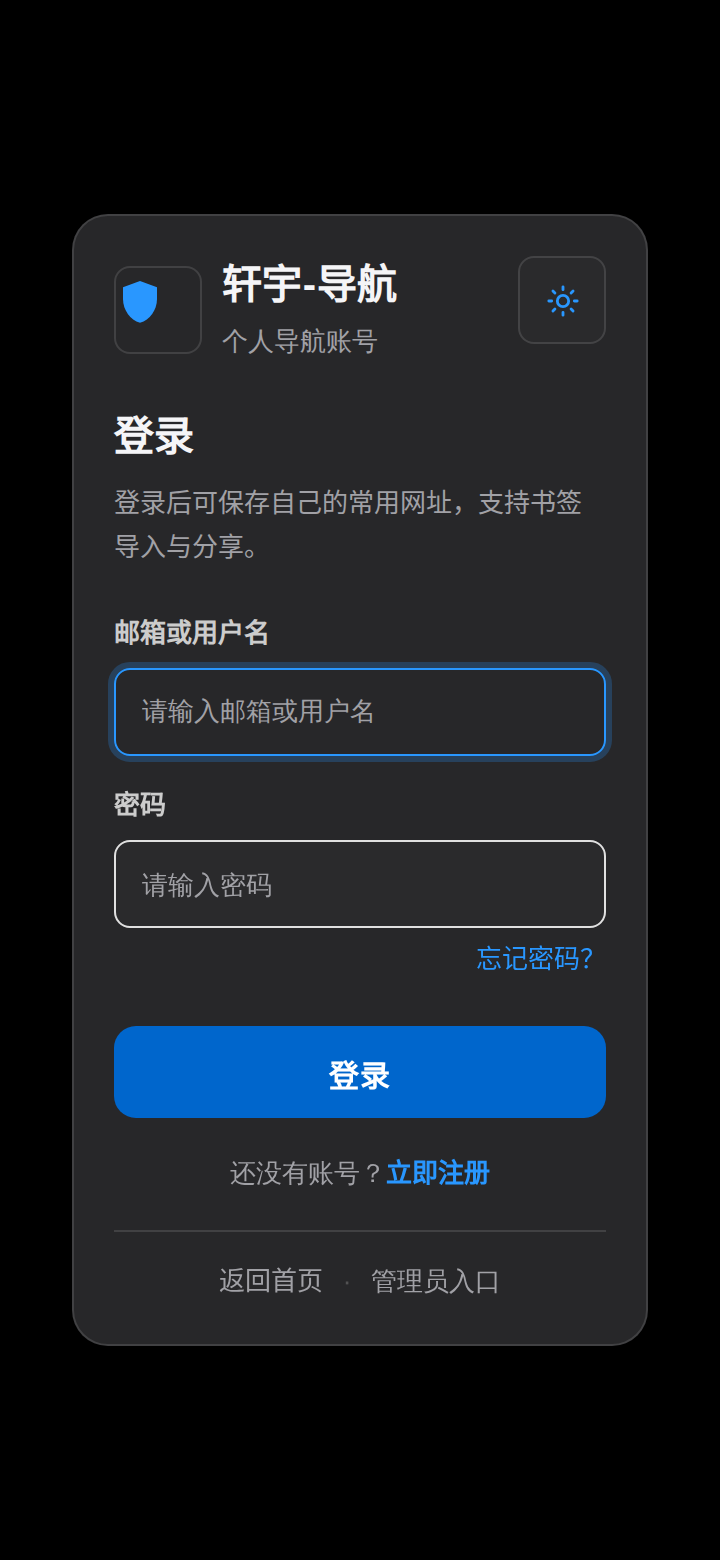 轩宇-导航
个人导航账号
登录
登录后可保存自己的常用网址，支持书签
导入与分享。
邮箱或用户名
请输入邮箱或用户名
密码
请输入密码
忘记密码？
登录
还没有账号？立即注册
返回首页 · 管理员入口